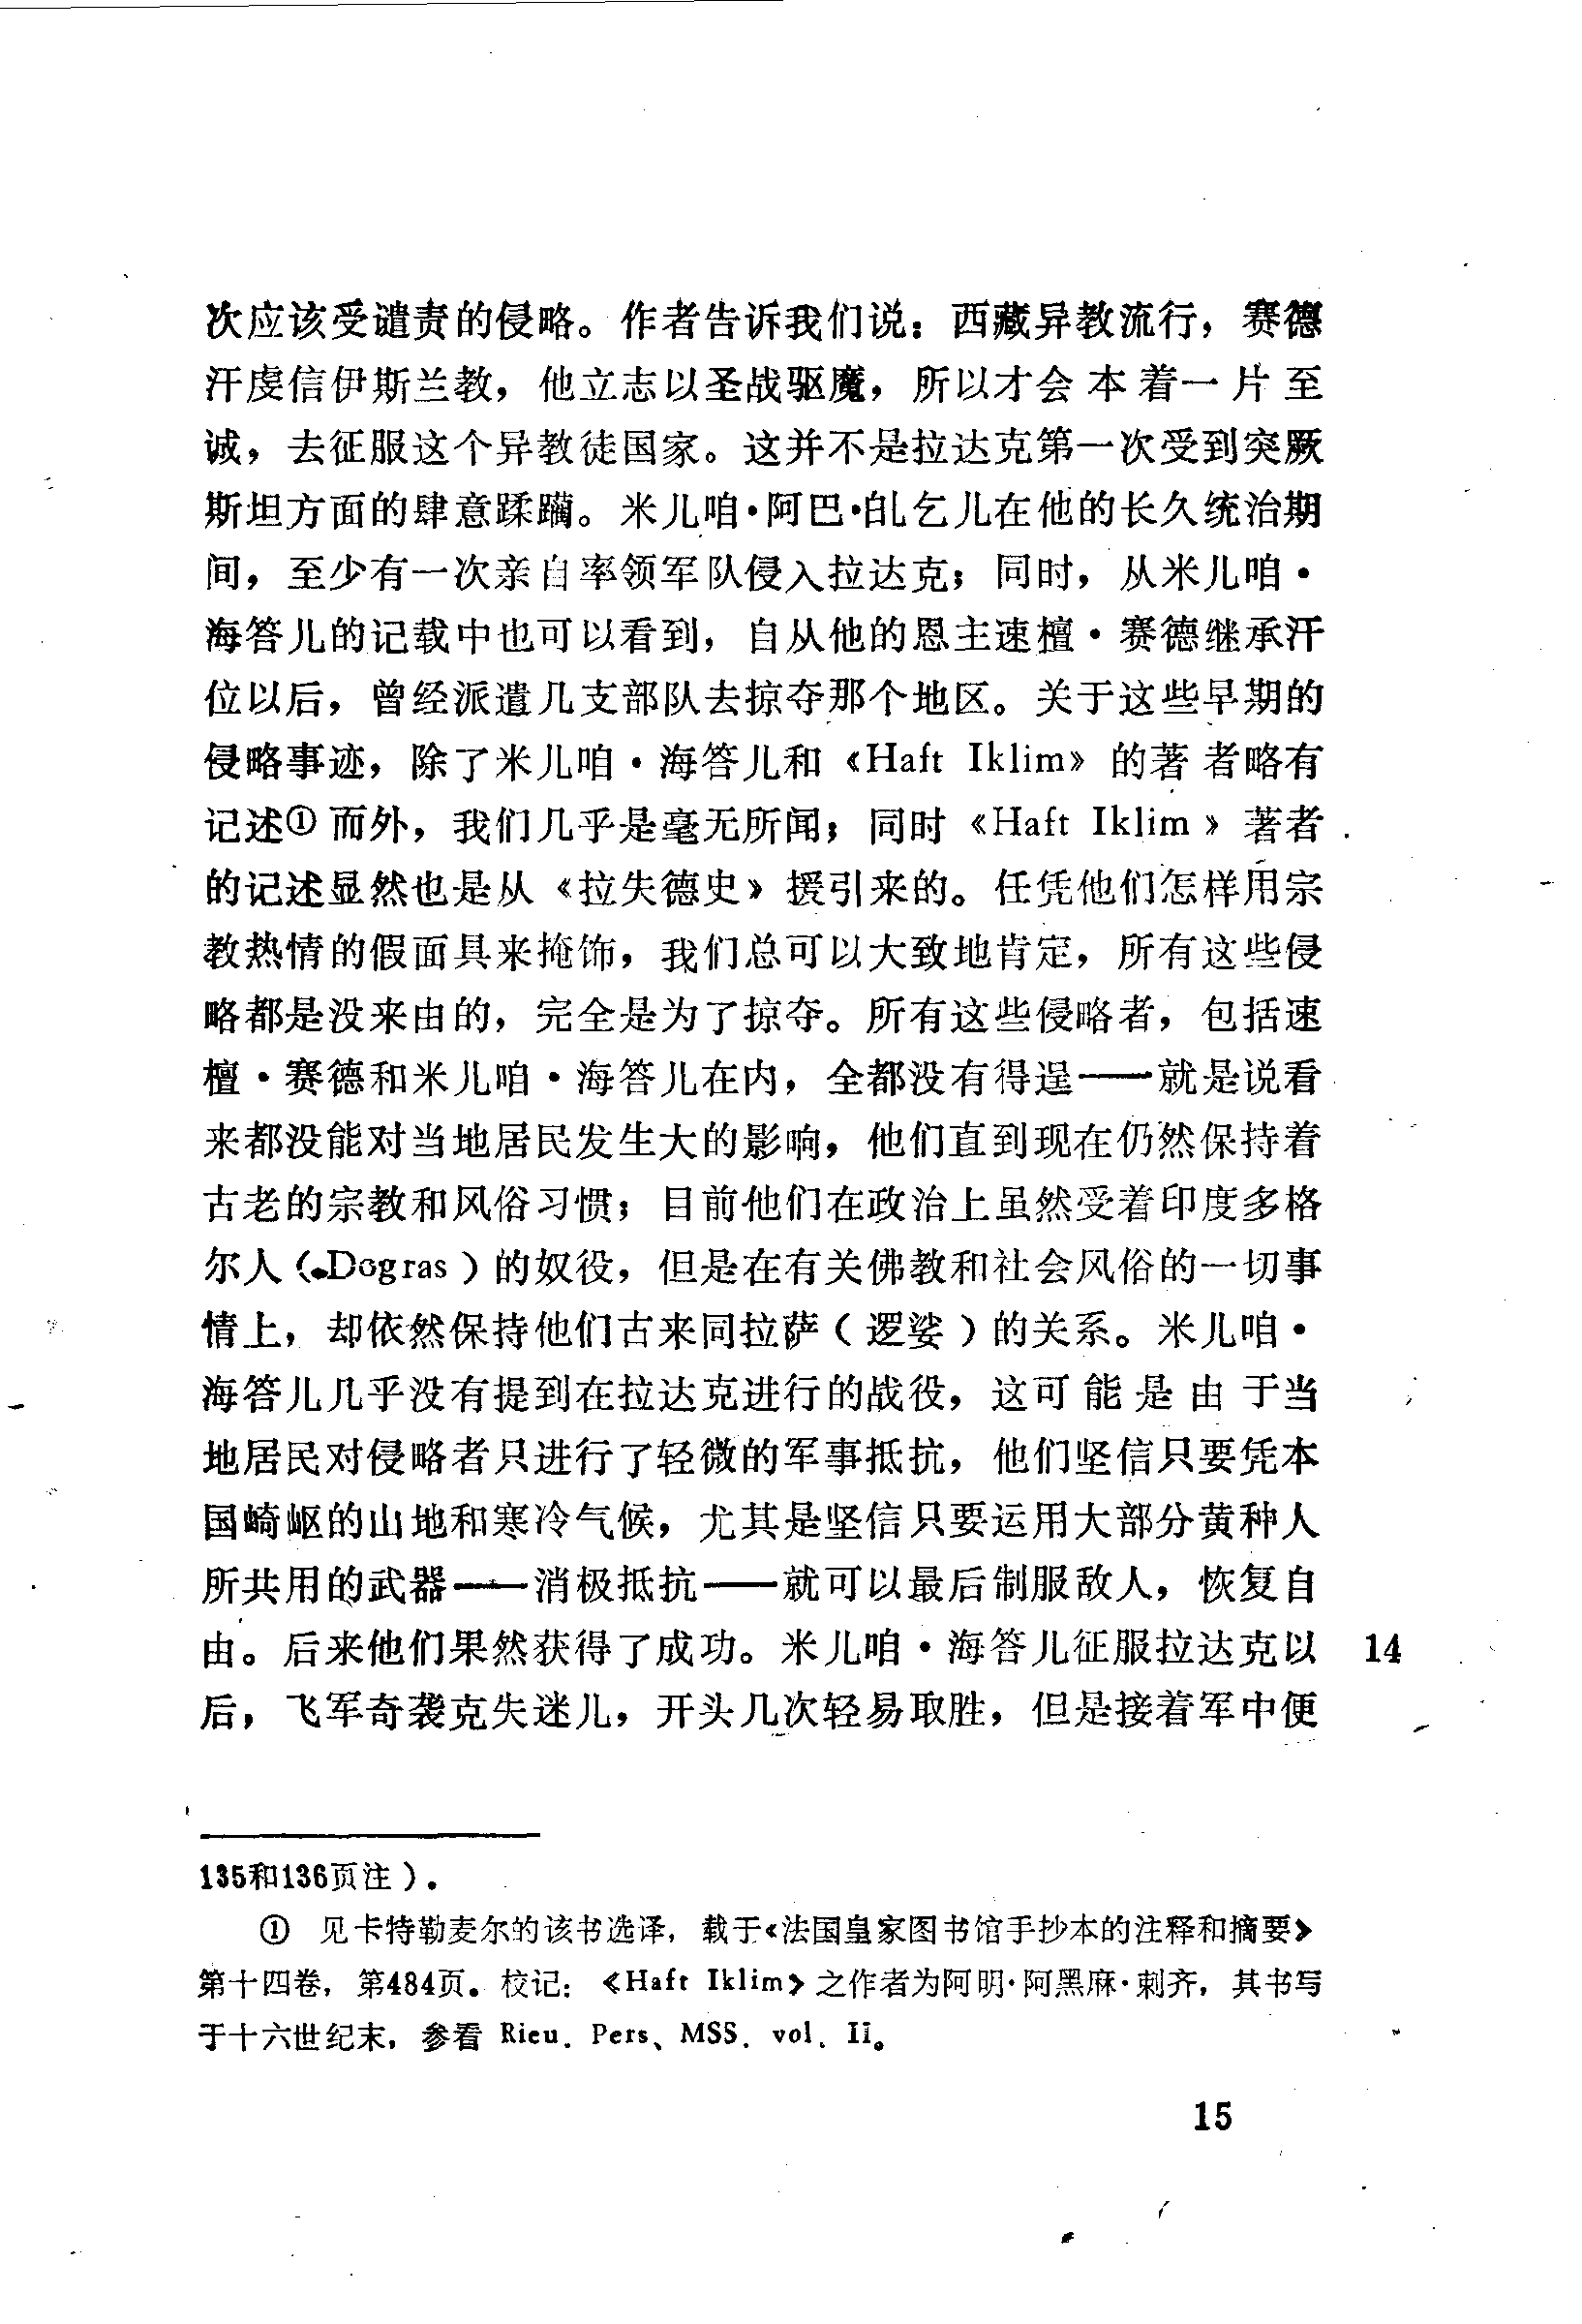 次应该受谴责的侵略。作者告诉我们说：西藏异教流行，赛德
汗虔信伊斯兰教，他立志以圣战驱魔，所以才会本着一片至
诚，去征服这个异教徒国家。这并不是拉达克第一次受到突厥
斯坦方面的肆意蹂躏。米儿咱·阿巴·癿乞儿在他的长久统治期
间，至少有一次亲自率领军队侵入拉达克；同时，从米儿咱·
海答儿的记载中也可以看到，自从他的恩主速檀·赛德继承汗
位以后，曾经派遣几支部队去掠夺那个地区。关于这些早期的
侵略事迹，除了米儿咱·海答儿和《Haft Iklim》的著者略有
记述①而外，我们几乎是毫无所闻；同时《Haft Iklim》著者
的记述显然也是从《拉失德史》援引来的。任凭他们怎样用宗
教热情的假面具来掩饰，我们总可以大致地肯定，所有这些侵
略都是没来由的，完全是为了掠夺。所有这些侵略者，包括速
檀·赛德和米儿咱·海答儿在内，全都没有得逞——就是说看
来都没能对当地居民发生大的影响，他们直到现在仍然保持着
古老的宗教和风俗习惯；目前他们在政治上虽然受着印度多格
尔人（Dogras）的奴役，但是在有关佛教和社会风俗的一切事
情上，却依然保持他们古来同拉萨（逻娑）的关系。米儿咱·
海答儿几乎没有提到在拉达克进行的战役，这可能是由于当
地居民对侵略者只进行了轻微的军事抵抗，他们坚信只要凭本
国崎岖的山地和寒冷气候，尤其是坚信只要运用大部分黄种人
所共用的武器——消极抵抗——就可以最后制服敌人，恢复自
由。后来他们果然获得了成功。米儿咱·海答儿征服拉达克以 14
后，飞军奇袭克失迷儿，开头几次轻易取胜，但是接着军中便
135和136页注）.
① 见卡特勒麦尔的该书选译，载于《法国皇家图书馆手抄本的注释和摘要》
第十四卷，第484页。校记：《Haft Iklim》之作者为阿明·阿黑麻·剌齐，其书写
于十六世纪末，参看 Rieu. Pers、MSS. vol. II。
15